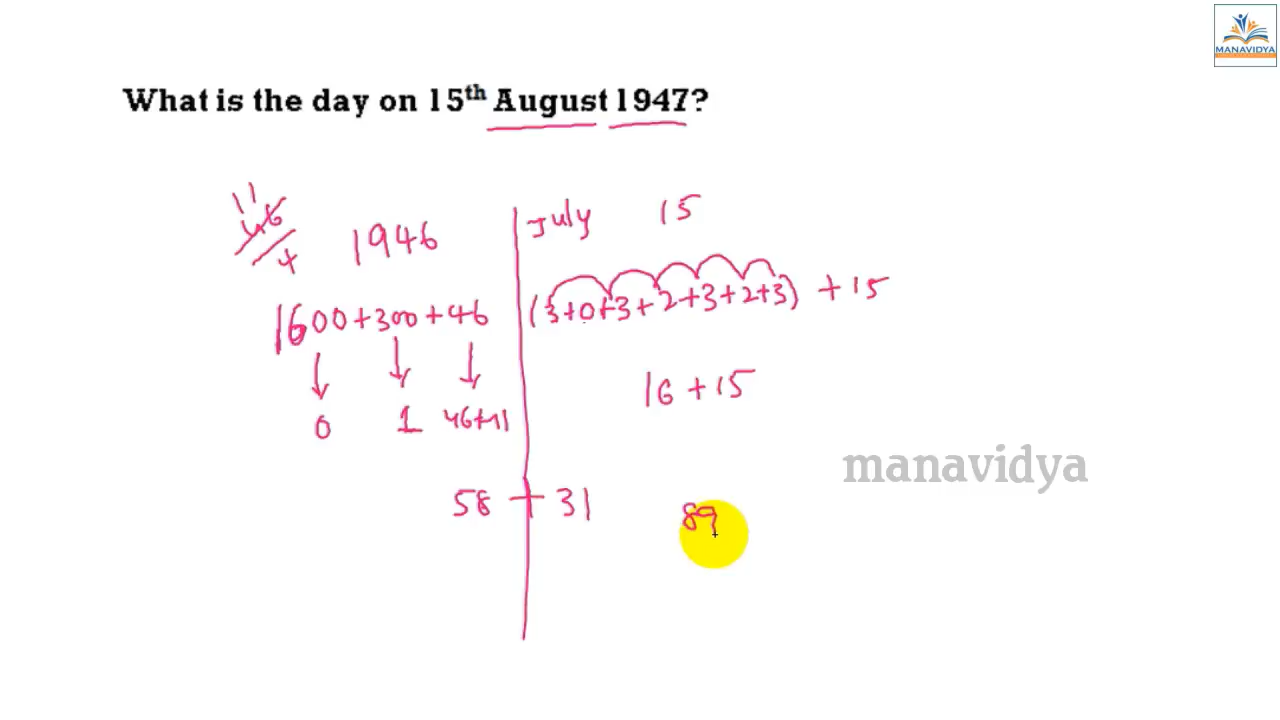 MANAVIDYA
What is the day on 15th August 1947?
11
46/4 1946
July 15
1600+300+46
(3+0+3+2+3+2+3) +15
0 1 46+11
16+15
manavidya
58 + 31 89